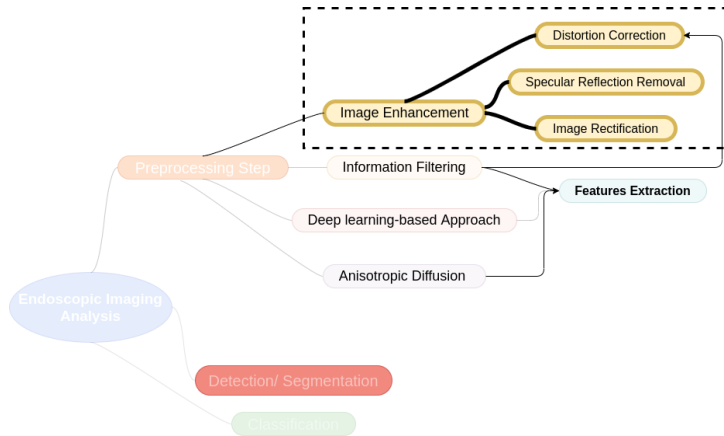 Distortion Correction
Specular Reflection Removal
Image Enhancement
Image Rectification
Preprocessing Step
Information Filtering
Features Extraction
Deep learning-based Approach
Anisotropic Diffusion
Endoscopic Imaging
Analysis
Detection/ Segmentation
Classification